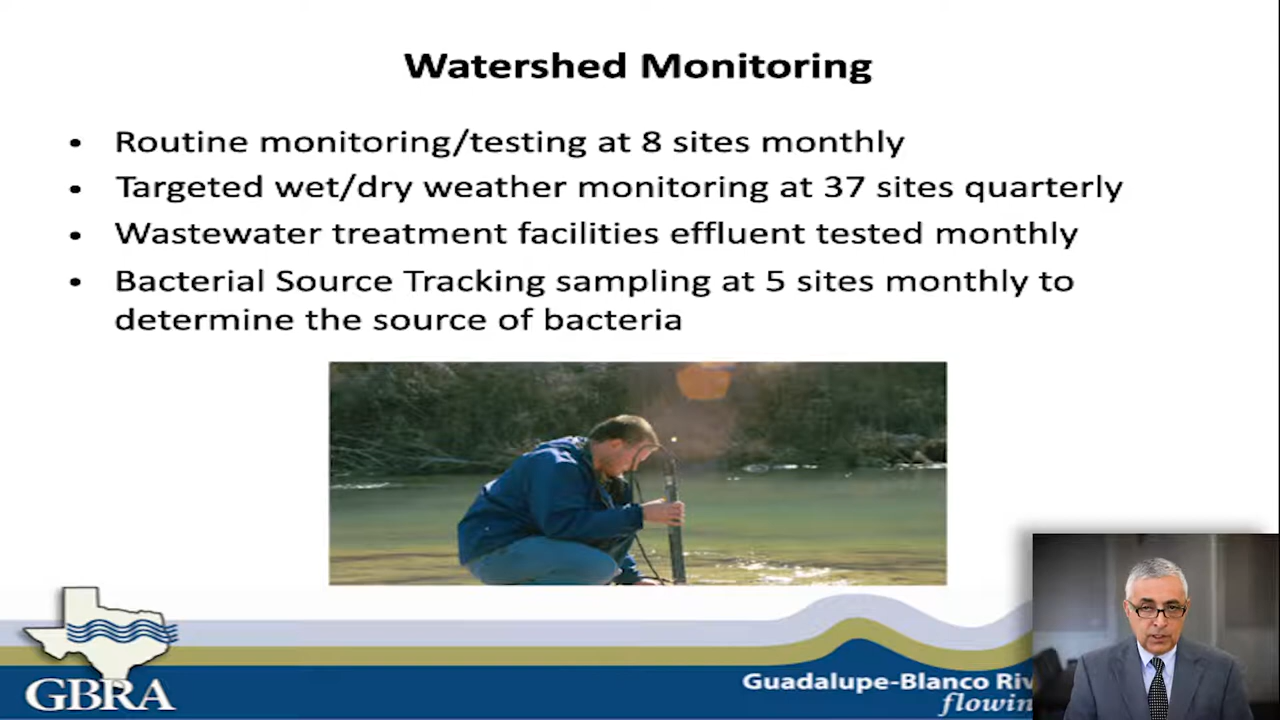 Watershed Monitoring
• Routine monitoring/testing at 8 sites monthly
• Targeted wet/dry weather monitoring at 37 sites quarterly
• Wastewater treatment facilities effluent tested monthly
• Bacterial Source Tracking sampling at 5 sites monthly to
determine the source of bacteria
GBRA
Guadalupe-Blanco Riv
flowin